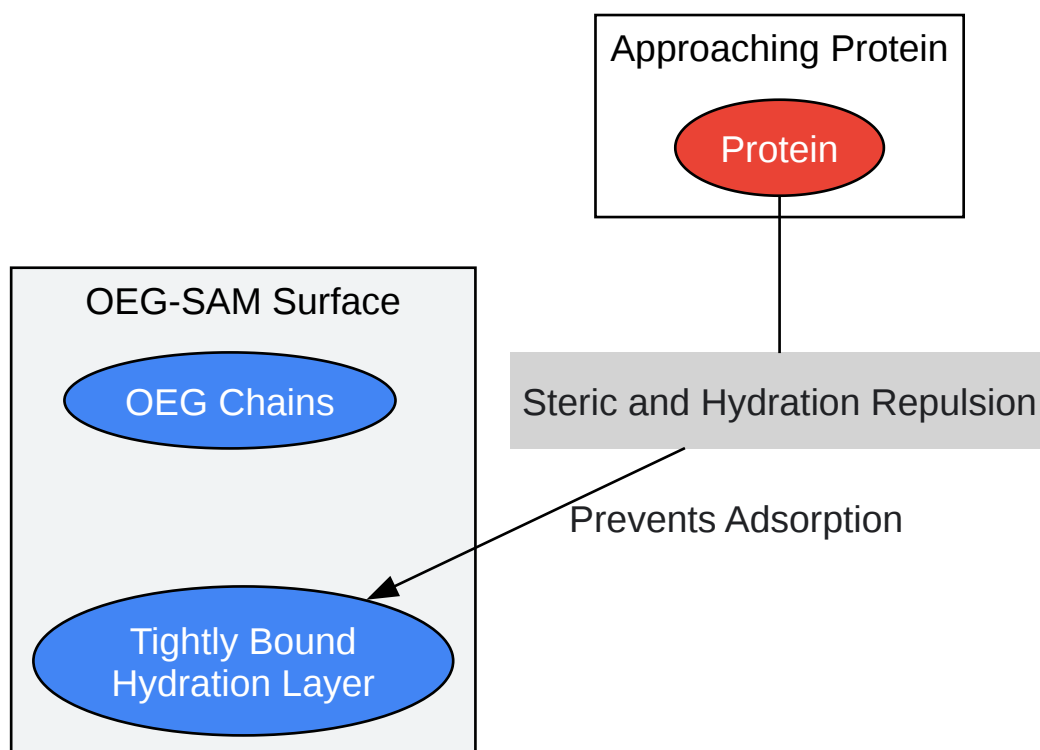 Approaching Protein
Protein
OEG-SAM Surface
OEG Chains
Steric and Hydration Repulsion
Prevents Adsorption
Tightly Bound
Hydration Layer